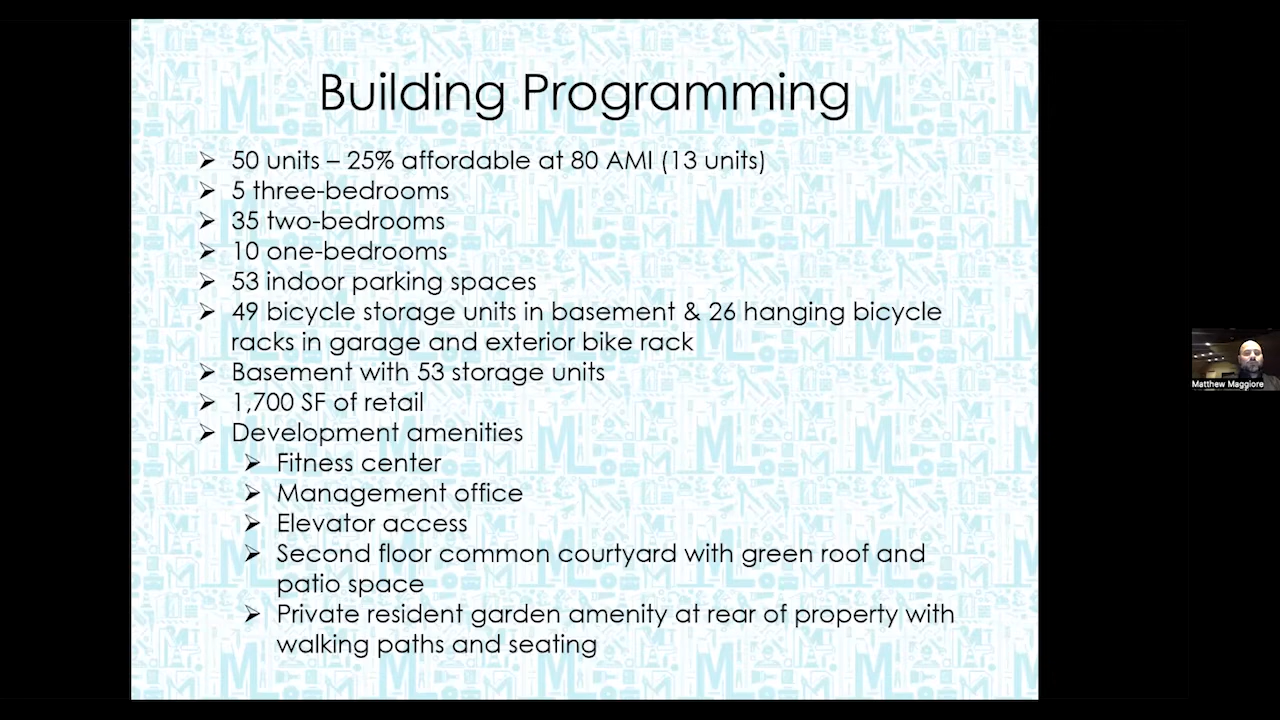 Building Programming
➢ 50 units – 25% affordable at 80 AMI (13 units)
➢ 5 three-bedrooms
➢ 35 two-bedrooms
➢ 10 one-bedrooms
➢ 53 indoor parking spaces
➢ 49 bicycle storage units in basement & 26 hanging bicycle
racks in garage and exterior bike rack
➢ Basement with 53 storage units
➢ 1,700 SF of retail
➢ Development amenities
➢ Fitness center
➢ Management office
➢ Elevator access
➢ Second floor common courtyard with green roof and
patio space
➢ Private resident garden amenity at rear of property with
walking paths and seating
Matthew Maggiore